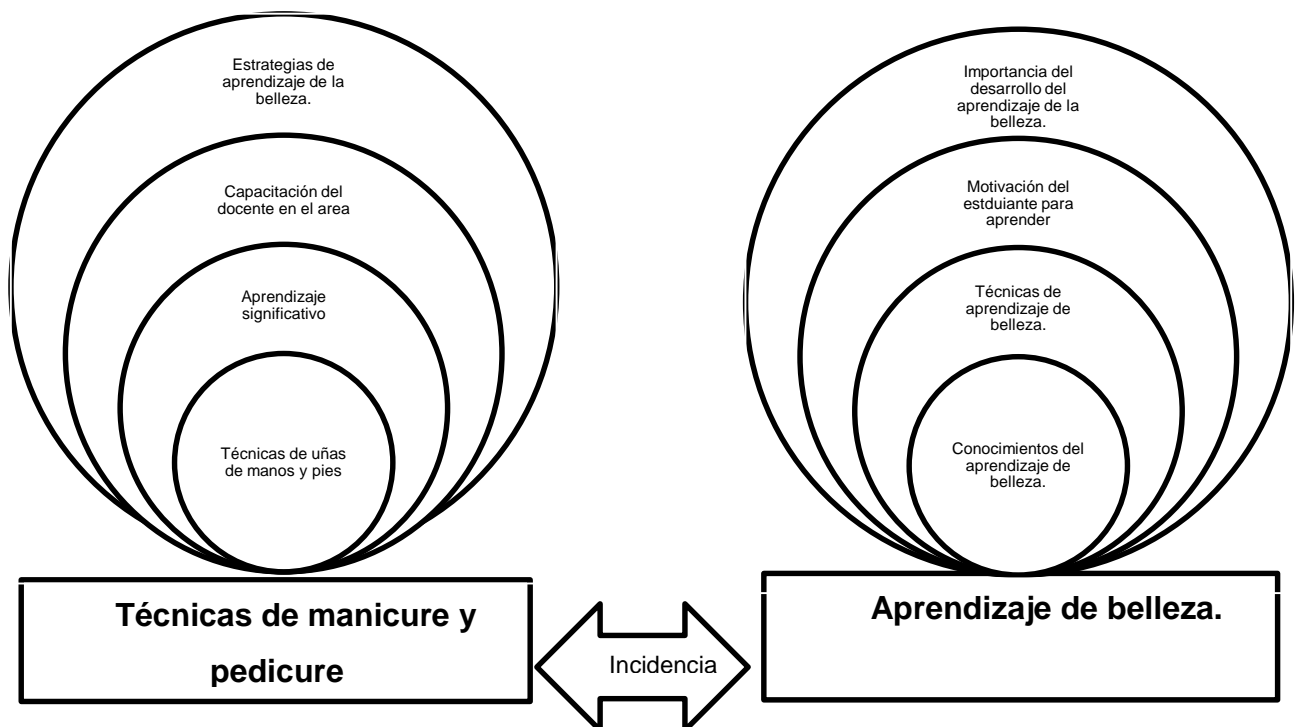 Estrategias de
aprendizaje de la
belleza.
Capacitación del
docente en el area
Aprendizaje
significativo
Técnicas de uñas
de manos y pies
Técnicas de manicure y
pedicure
Incidencia
Importancia del
desarrollo del
aprendizaje de la
belleza.
Motivación del
estduiante para
aprender
Técnicas de
aprendizaje de
belleza.
Conocimientos del
aprendizaje de
belleza.
Aprendizaje de belleza.